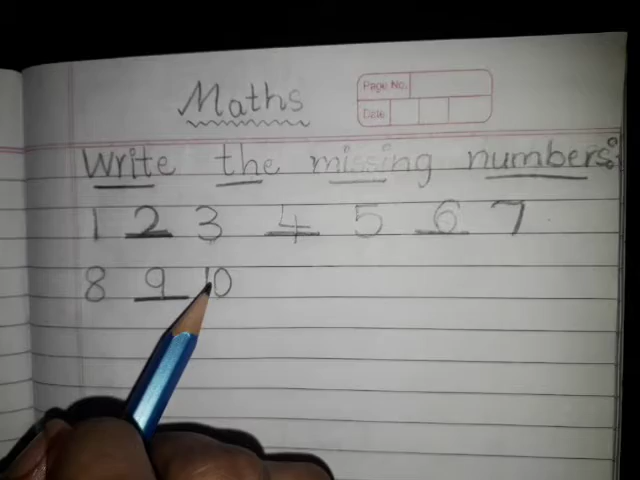 Maths
Page No.
Date
Write the missing numbers:
1 2 3 4 5 6 7
8 9 10